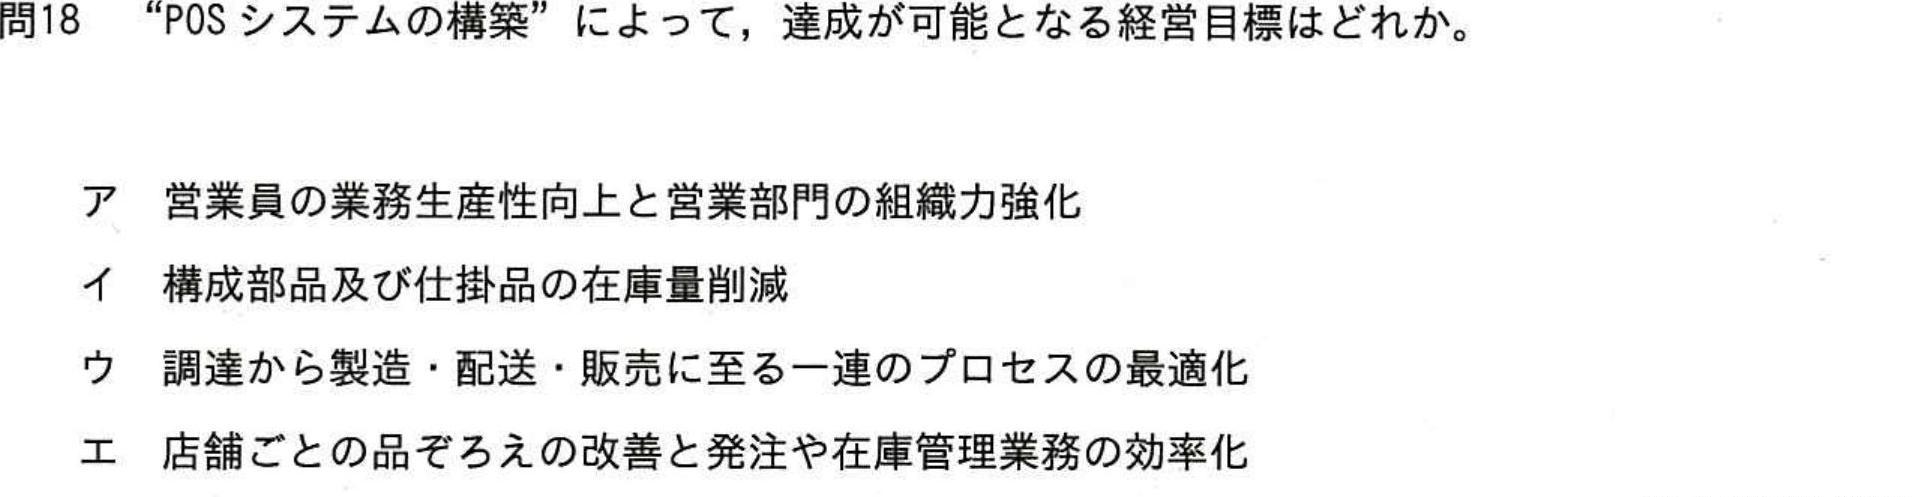 問18 “POSシステムの構築”によって，達成が可能となる経営目標はどれか。
ア 営業員の業務生産性向上と営業部門の組織力強化
イ 構成部品及び仕掛品の在庫量削減
ウ 調達から製造・配送・販売に至る一連のプロセスの最適化
エ 店舗ごとの品ぞろえの改善と発注や在庫管理業務の効率化